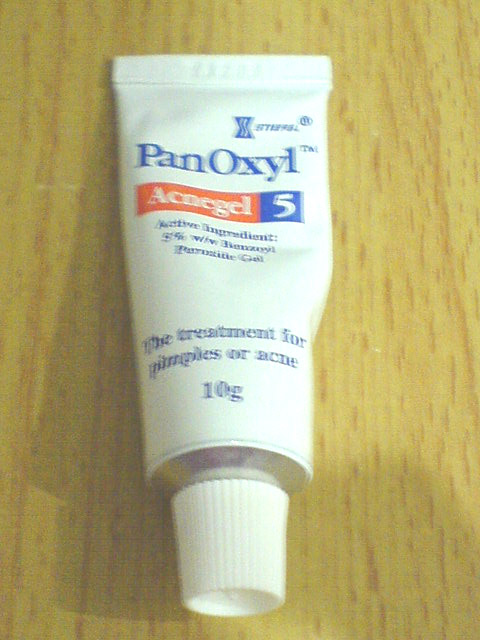 STIEFEL®
PanOxyl™
Acnegel 5
Active Ingredient:
5% w/w Benzoyl
Peroxide Gel
The treatment for
pimples or acne
10g